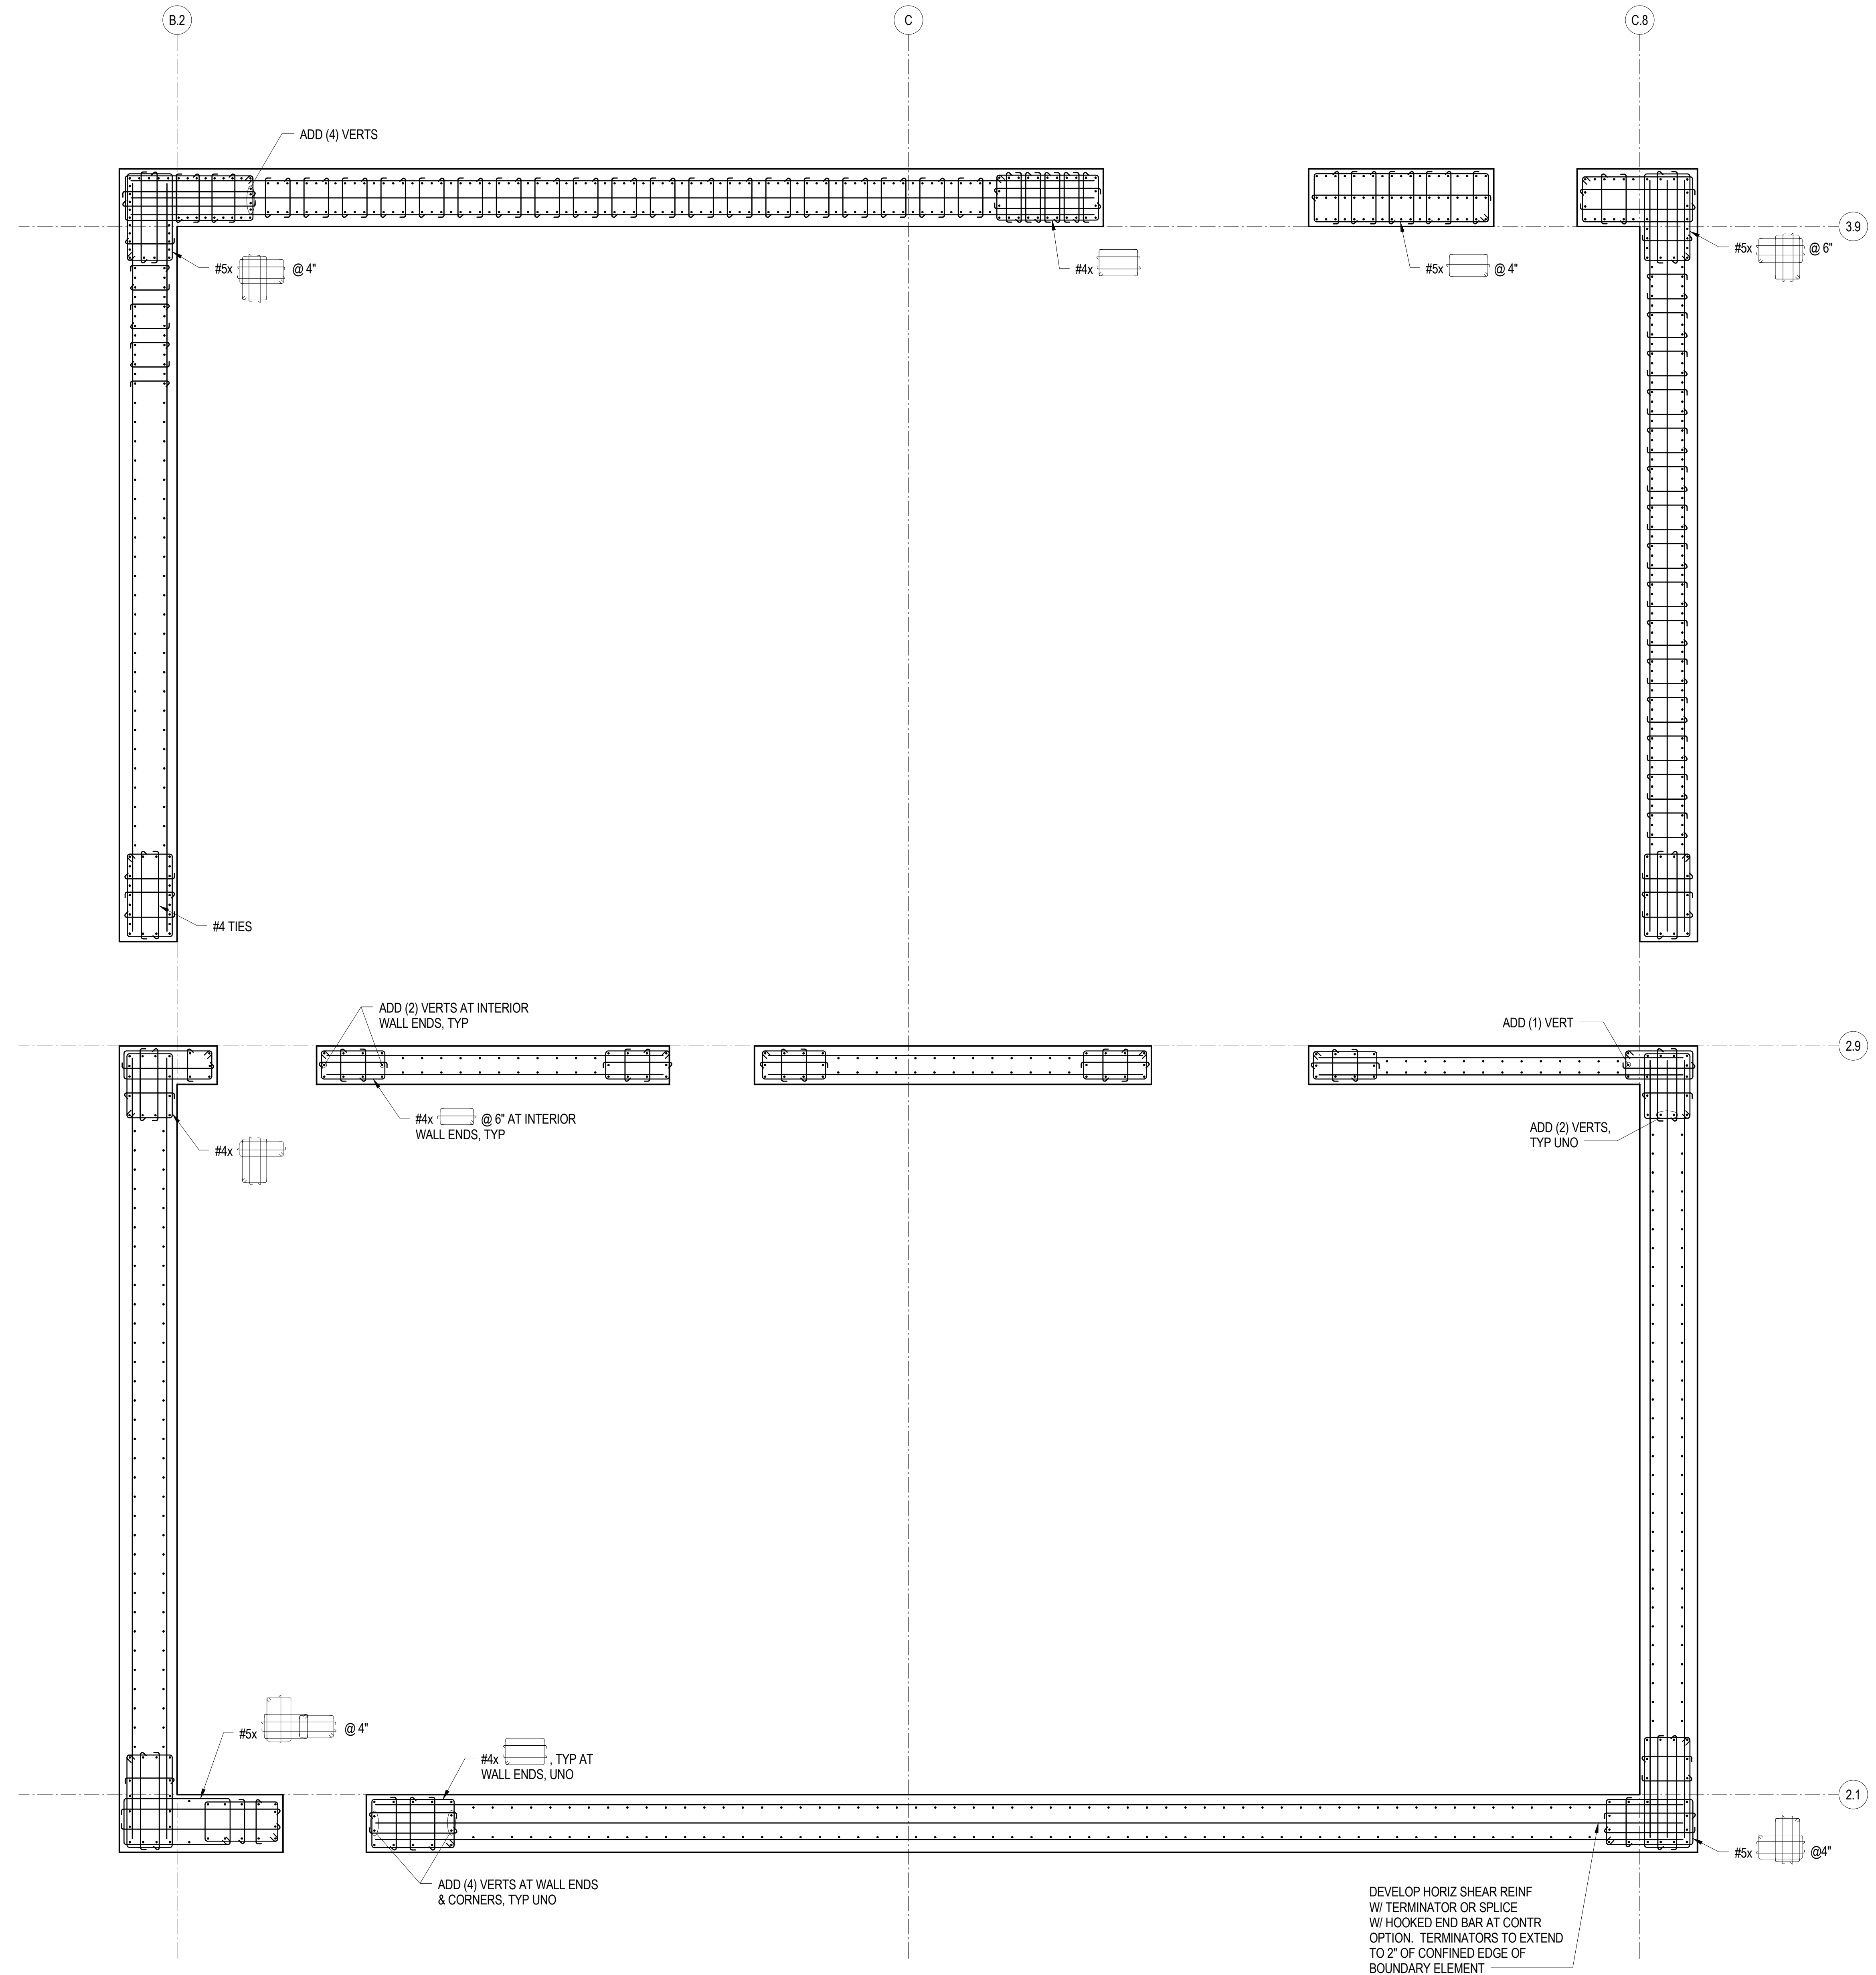 B.2
C
C.8
ADD (4) VERTS
3.9
#5x @ 4"
#4x
#5x @ 4"
#5x @ 6"
#4 TIES
ADD (2) VERTS AT INTERIOR
WALL ENDS, TYP
ADD (1) VERT
2.9
#4x @ 6" AT INTERIOR
WALL ENDS, TYP
ADD (2) VERTS,
TYP UNO
#4x
#5x @ 4"
#4x , TYP AT
WALL ENDS, UNO
2.1
#5x @4"
ADD (4) VERTS AT WALL ENDS
& CORNERS, TYP UNO
DEVELOP HORIZ SHEAR REINF
W/ TERMINATOR OR SPLICE
W/ HOOKED END BAR AT CONTR
OPTION. TERMINATORS TO EXTEND
TO 2" OF CONFINED EDGE OF
BOUNDARY ELEMENT